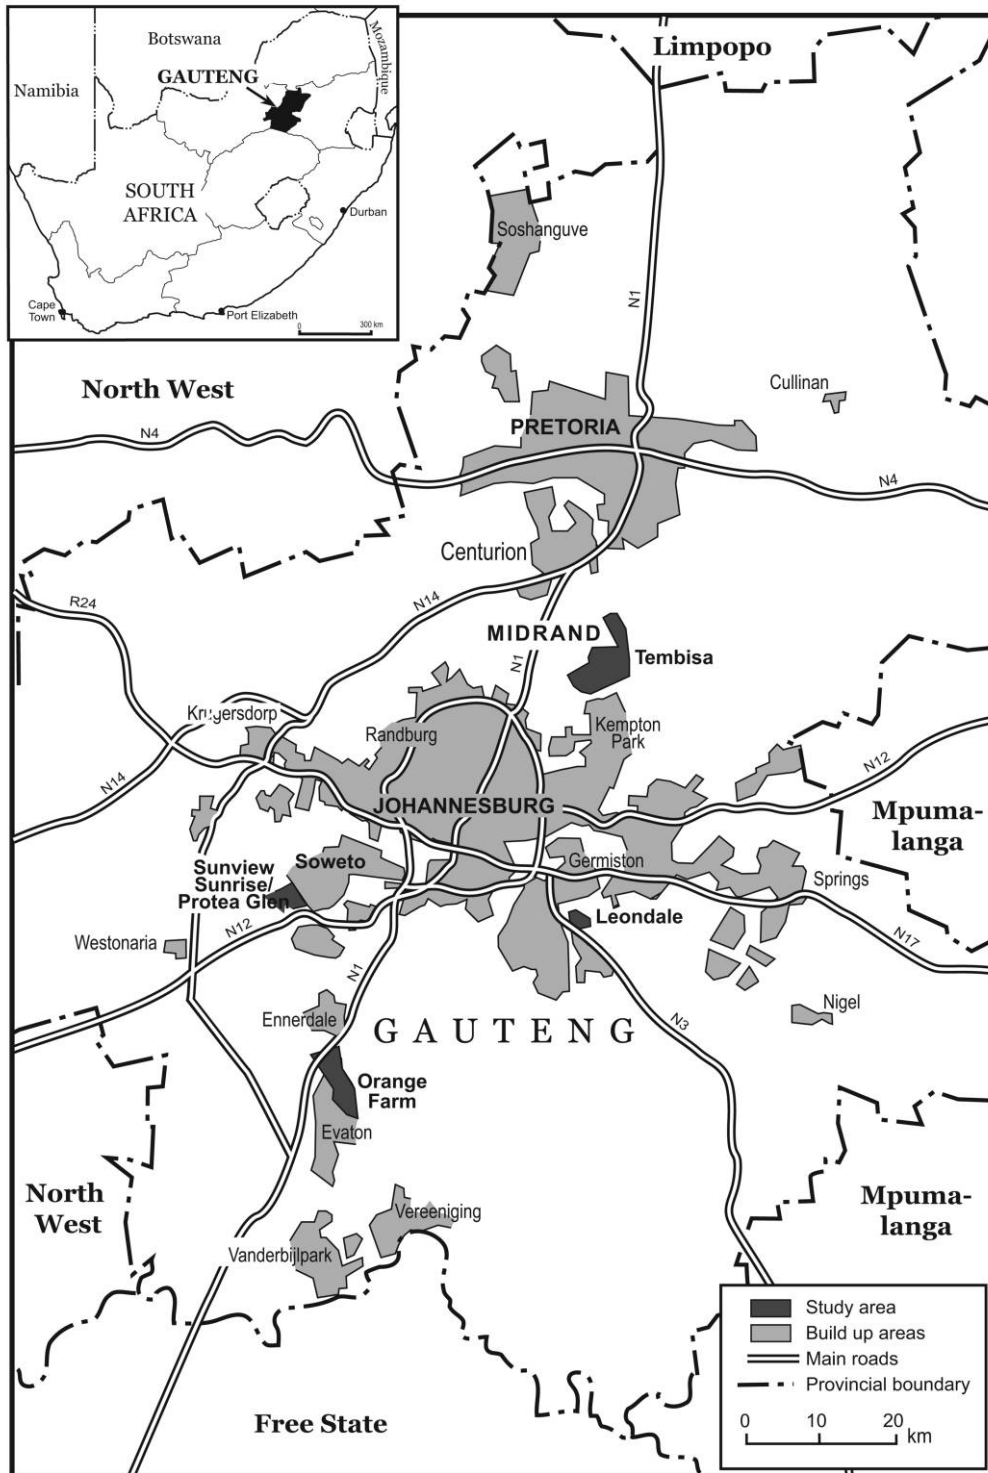 Botswana
Mozambique
GAUTENG
Namibia
SOUTH
AFRICA
Durban
Cape
Town
Port Elizabeth
0 300 km
Limpopo
Soshanguve
N1
North West
Cullinan
PRETORIA
N4
N4
Centurion
R24
N14
MIDRAND
N1
Tembisa
Krugersdorp
Randburg
Kempton
Park
N14
N12
JOHANNESBURG
Mpuma-
langa
Soweto
Germiston
Sunview
Sunrise/
Protea Glen
Springs
Leondale
N12
Westonaria
N17
N1
Nigel
Ennerdale
GAUTENG
N3
Orange
Farm
Evaton
North
West
Mpuma-
langa
Vereeniging
Vanderbijlpark
Free State
Study area
Build up areas
Main roads
Provincial boundary
0 10 20
km